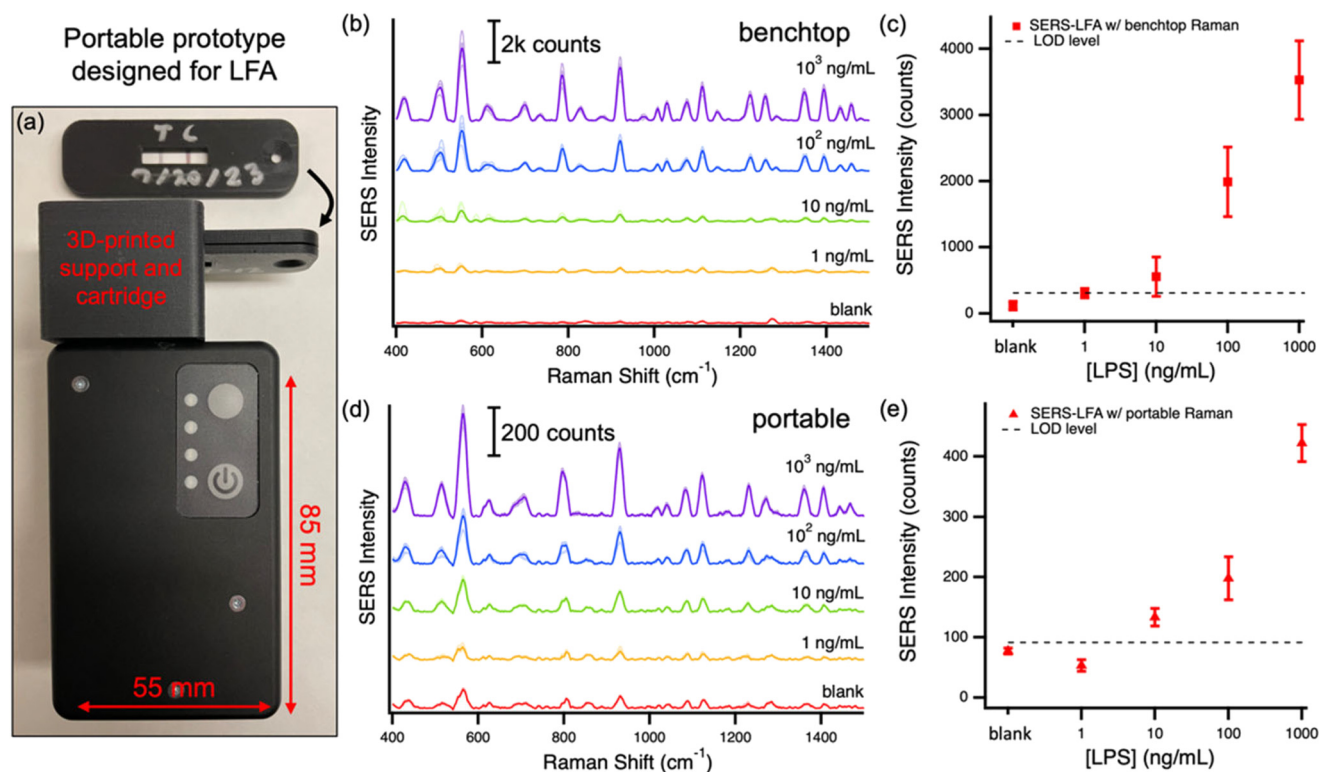 Portable prototype
designed for LFA
(a)
T C
7/20/23
3D-printed
support and
cartridge
85 mm
55 mm
(b)
2k counts
benchtop
10³ ng/mL
10² ng/mL
10 ng/mL
1 ng/mL
blank
SERS Intensity
400 600 800 1000 1200 1400
Raman Shift (cm⁻¹)
(c)
SERS-LFA w/ benchtop Raman
LOD level
SERS Intensity (counts)
4000
3000
2000
1000
0
blank 1 10 100 1000
[LPS] (ng/mL)
(d)
200 counts
portable
10³ ng/mL
10² ng/mL
10 ng/mL
1 ng/mL
blank
SERS Intensity
400 600 800 1000 1200 1400
Raman Shift (cm⁻¹)
(e)
SERS-LFA w/ portable Raman
LOD level
SERS Intensity (counts)
400
300
200
100
0
blank 1 10 100 1000
[LPS] (ng/mL)